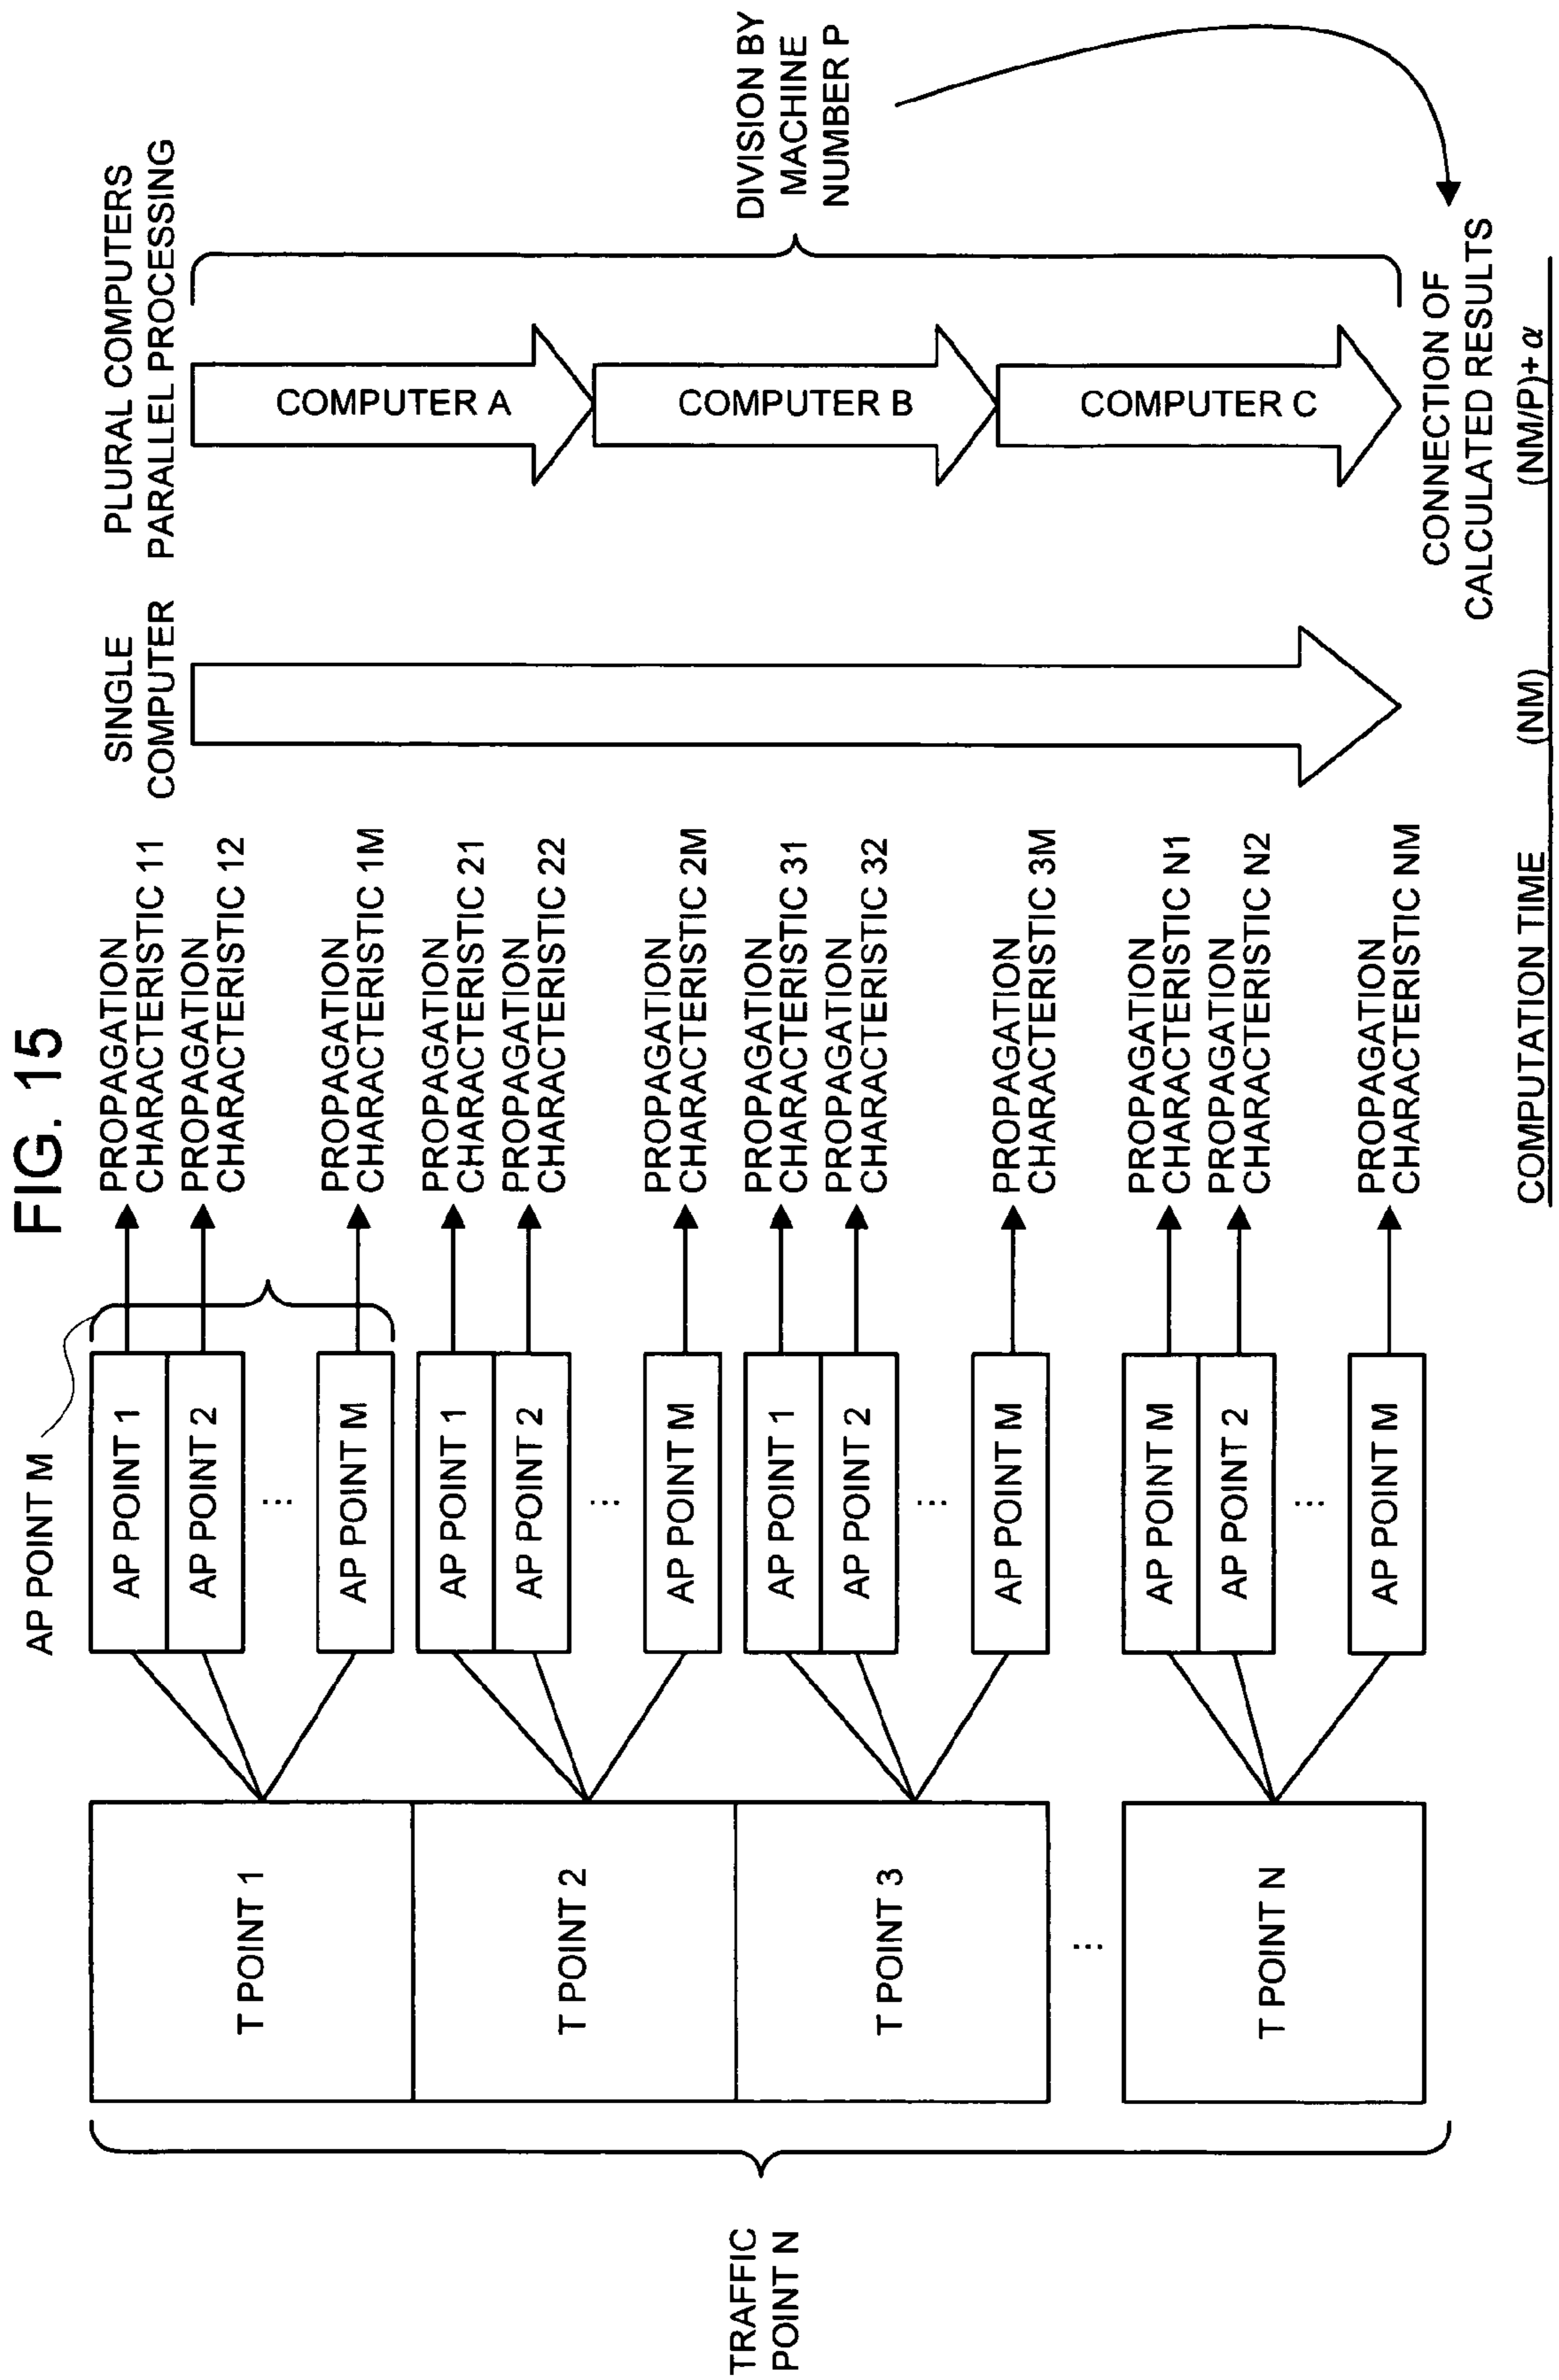 FIG. 15
TRAFFIC
POINT N
T POINT 1
T POINT 2
T POINT 3
...
T POINT N
AP POINT M
AP POINT 1
AP POINT 2
...
AP POINT M
AP POINT 1
AP POINT 2
...
AP POINT M
AP POINT 1
AP POINT 2
...
AP POINT M
AP POINT M
AP POINT 2
...
AP POINT M
PROPAGATION
CHARACTERISTIC 11
PROPAGATION
CHARACTERISTIC 12
PROPAGATION
CHARACTERISTIC 1M
PROPAGATION
CHARACTERISTIC 21
PROPAGATION
CHARACTERISTIC 22
PROPAGATION
CHARACTERISTIC 2M
PROPAGATION
CHARACTERISTIC 31
PROPAGATION
CHARACTERISTIC 32
PROPAGATION
CHARACTERISTIC 3M
PROPAGATION
CHARACTERISTIC N1
PROPAGATION
CHARACTERISTIC N2
PROPAGATION
CHARACTERISTIC NM
SINGLE
COMPUTER
PLURAL COMPUTERS
PARALLEL PROCESSING
COMPUTER A
COMPUTER B
COMPUTER C
DIVISION BY
MACHINE
NUMBER P
CONNECTION OF
CALCULATED RESULTS
COMPUTATION TIME (NM) (NM/PI)+α